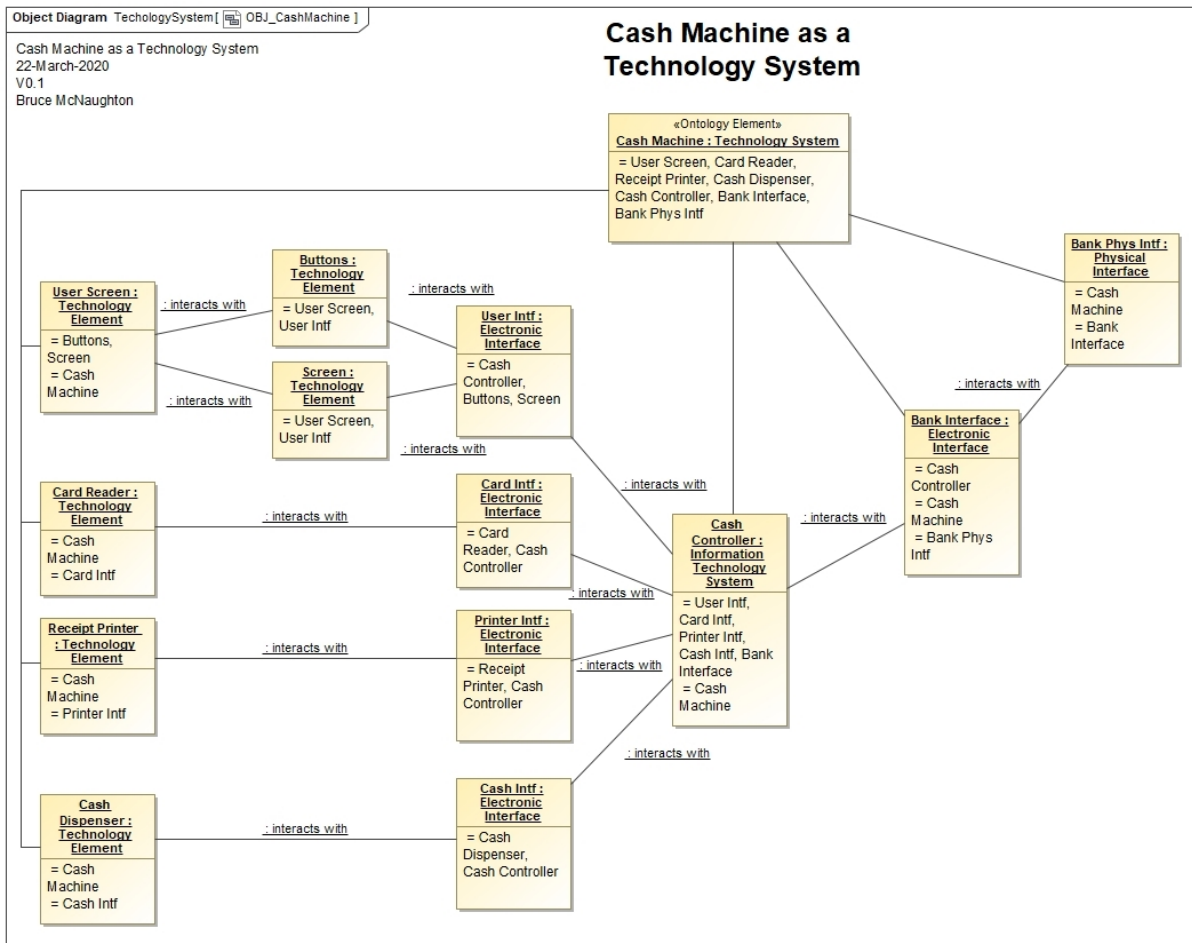 Object Diagram TechologySystem[ OBJ_CashMachine ]
Cash Machine as a Technology System
22-March-2020
V0.1
Bruce McNaughton
Cash Machine as a
Technology System
«Ontology Element»
Cash Machine : Technology System
= User Screen, Card Reader,
Receipt Printer, Cash Dispenser,
Cash Controller, Bank Interface,
Bank Phys Intf
Bank Phys Intf :
Physical
Interface
= Cash
Machine
= Bank
Interface
User Screen :
Technology
Element
= Buttons,
Screen
= Cash
Machine
: interacts with
: interacts with
Buttons :
Technology
Element
= User Screen,
User Intf
Screen :
Technology
Element
= User Screen,
User Intf
: interacts with
: interacts with
User Intf :
Electronic
Interface
= Cash
Controller,
Buttons, Screen
: interacts with
: interacts with
Bank Interface :
Electronic
Interface
= Cash
Controller
= Cash
Machine
= Bank Phys
Intf
: interacts with
Card Reader :
Technology
Element
= Cash
Machine
= Card Intf
: interacts with
Card Intf :
Electronic
Interface
= Card
Reader, Cash
Controller
: interacts with
Cash
Controller :
Information
Technology
System
= User Intf,
Card Intf,
Printer Intf,
Cash Intf, Bank
Interface
= Cash
Machine
Receipt Printer
: Technology
Element
= Cash
Machine
= Printer Intf
: interacts with
Printer Intf :
Electronic
Interface
= Receipt
Printer, Cash
Controller
: interacts with
: interacts with
Cash
Dispenser :
Technology
Element
= Cash
Machine
= Cash Intf
: interacts with
Cash Intf :
Electronic
Interface
= Cash
Dispenser,
Cash Controller